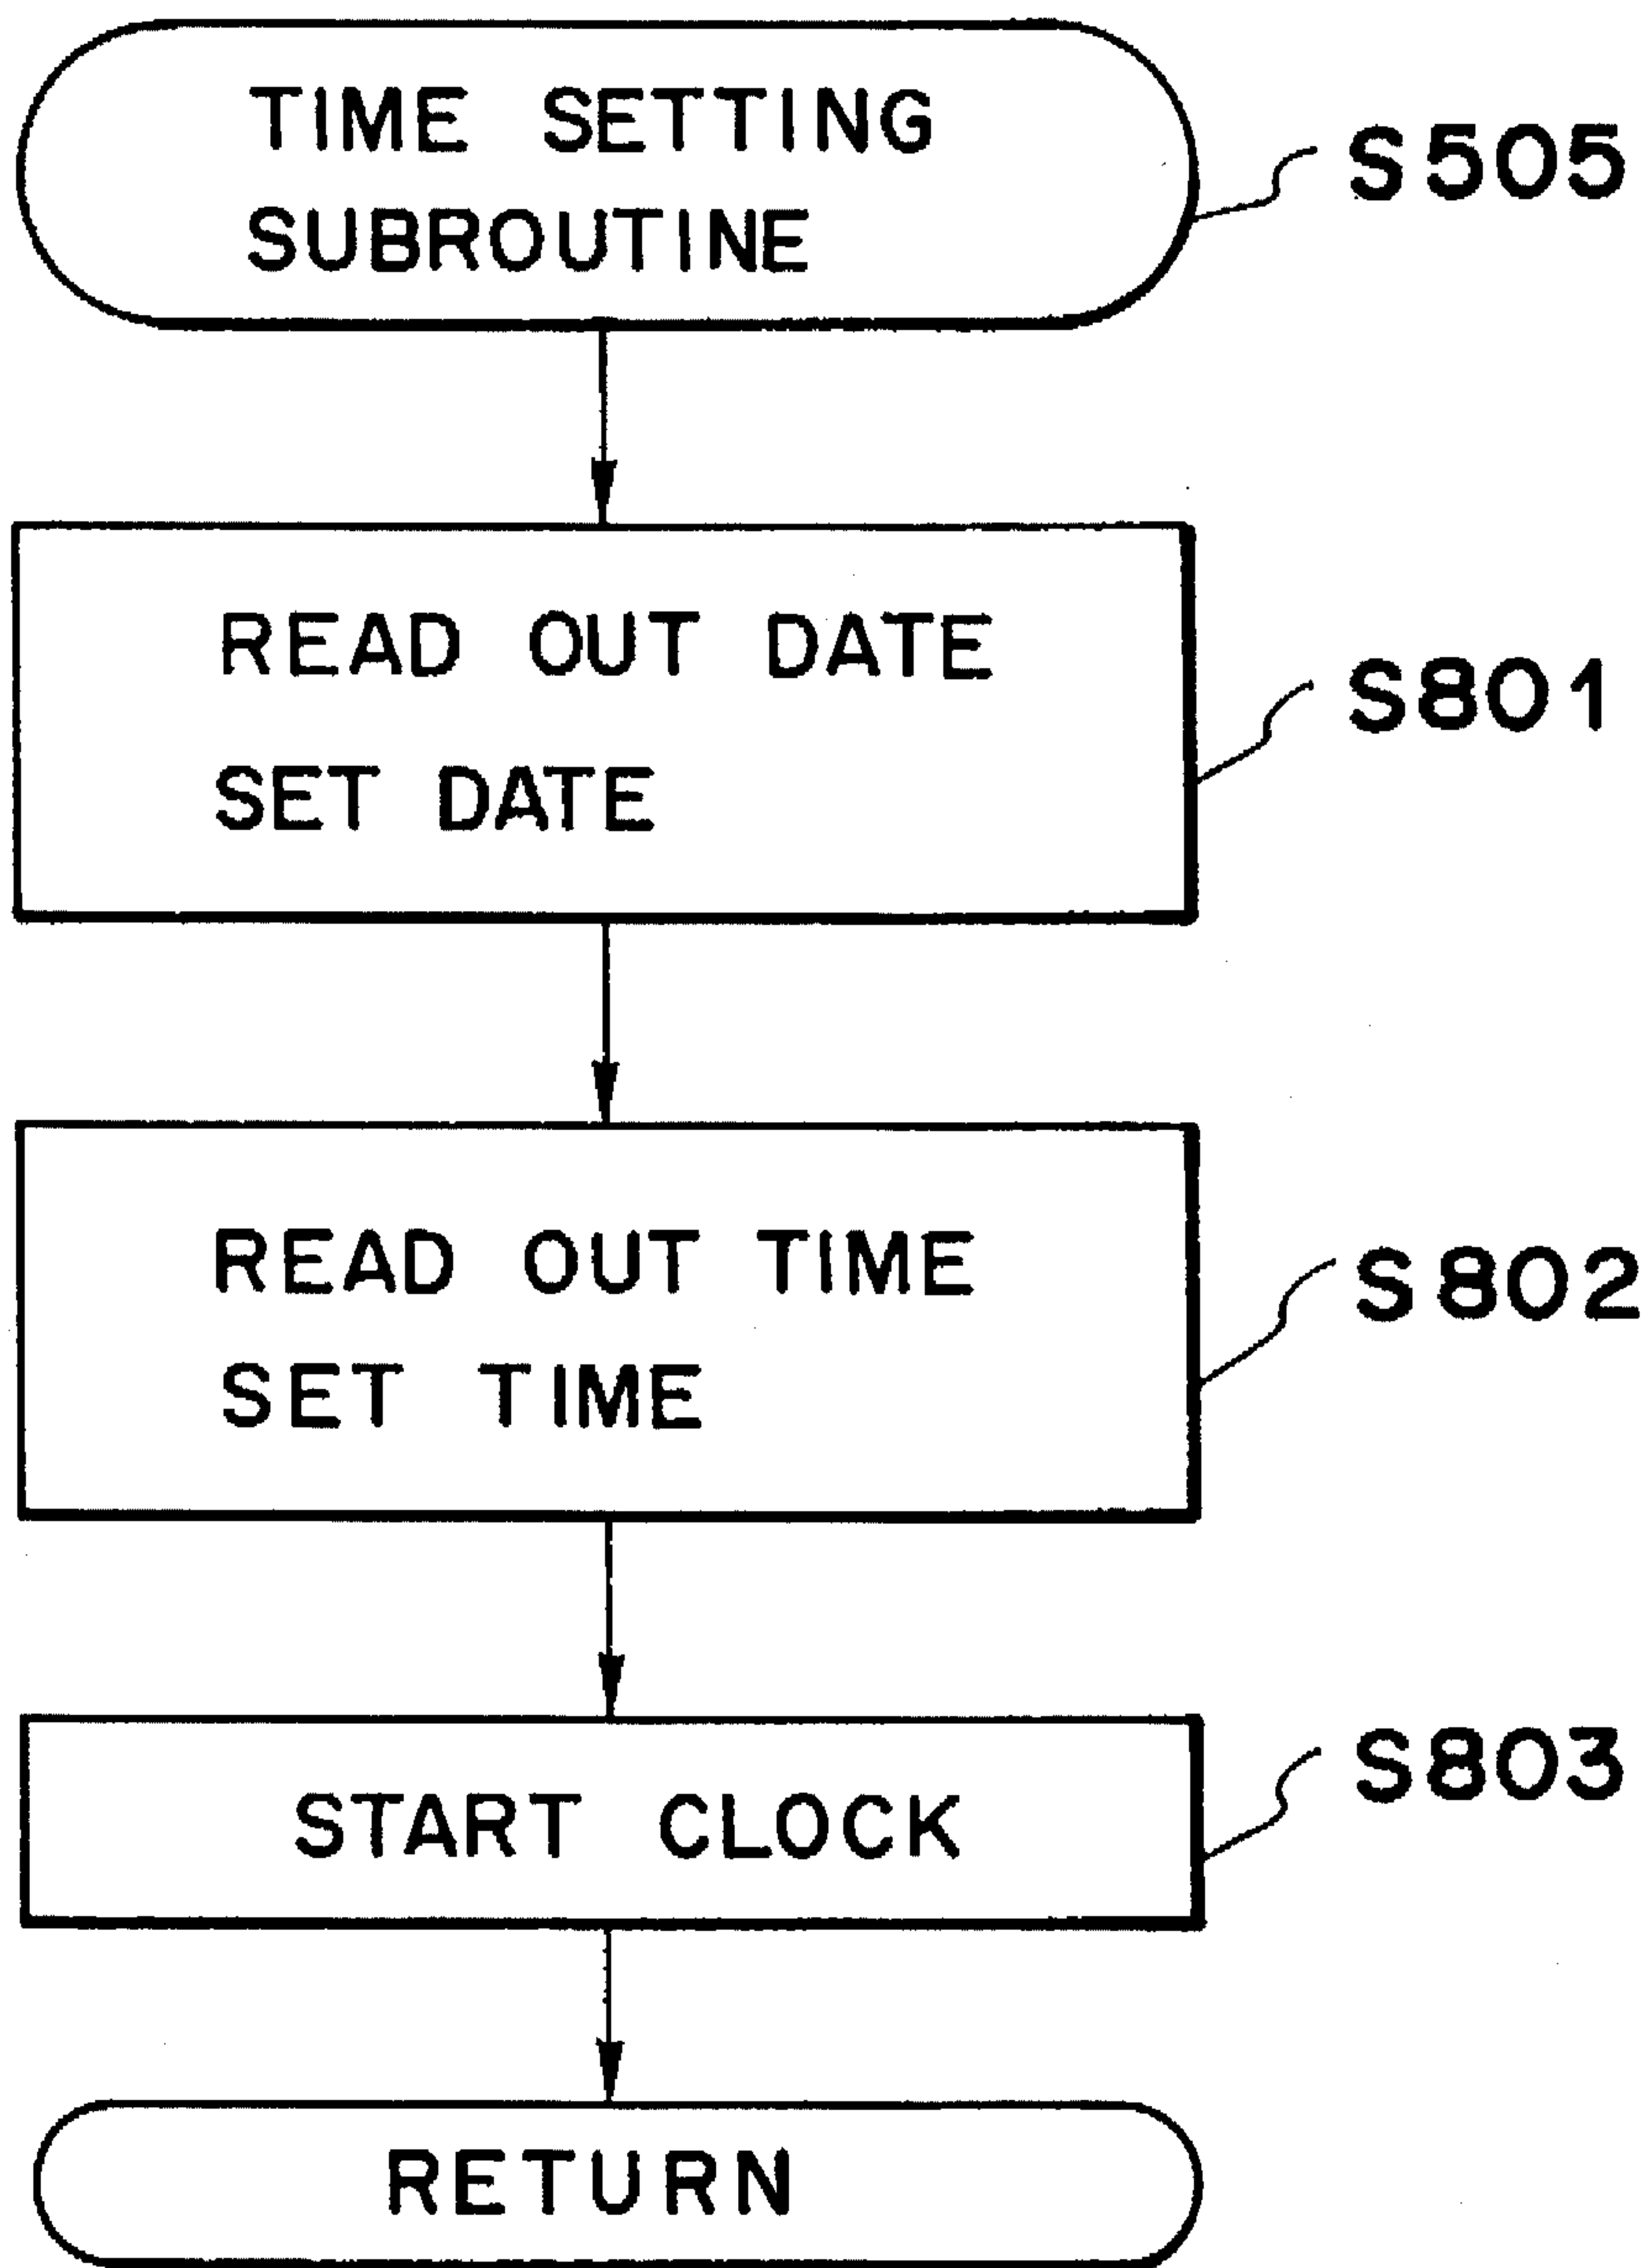 TIME SETTING
SUBROUTINE
S505
READ OUT DATE
SET DATE
S801
READ OUT TIME
SET TIME
S802
START CLOCK
S803
RETURN